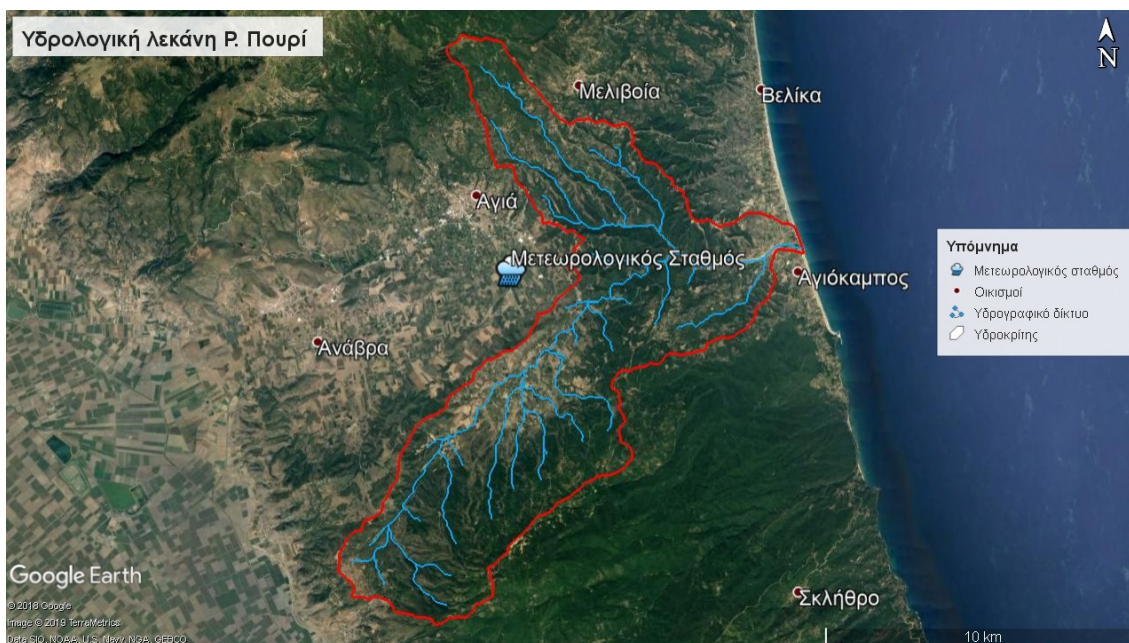 Υδρολογική λεκάνη Ρ. Πουρί
N
Μελιβοία
Βελίκα
Αγιά
Μετεωρολογικός Σταθμός
Αγιόκαμπος
Ανάβρα
Σκλήθρο
Υπόμνημα
Μετεωρολογικός σταθμός
Οικισμοί
Υδρογραφικό δίκτυο
Υδροκρίτης
Google Earth
© 2018 Google
Image © 2019 TerraMetrics
Data SIO, NOAA, U.S. Navy, NGA, GEBCO
10 km